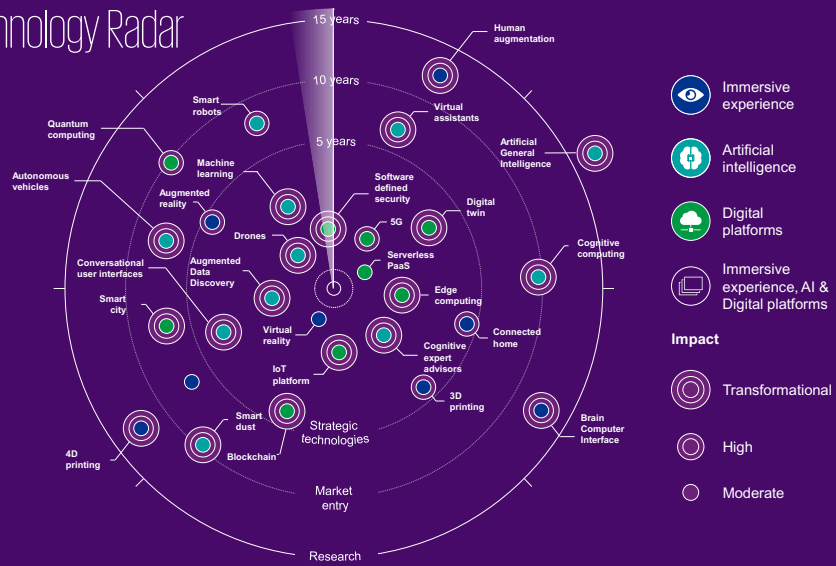 hnology Radar
15 years
10 years
5 years
Human
augmentation
Virtual
assistants
Artificial
General
Intelligence
Smart
robots
Quantum
computing
Machine
learning
Autonomous
vehicles
Augmented
reality
Software
defined
security
Digital
twin
5G
Drones
Serverless
PaaS
Cognitive
computing
Conversational
user interfaces
Augmented
Data
Discovery
Edge
computing
Smart
city
Virtual
reality
Connected
home
Cognitive
expert
advisors
IoT
platform
3D
printing
Smart
dust
Blockchain
4D
printing
Brain
Computer
Interface
Strategic
technologies
Market
entry
Research
Immersive
experience
Artificial
intelligence
Digital
platforms
Immersive
experience, AI &
Digital platforms
Impact
Transformational
High
Moderate